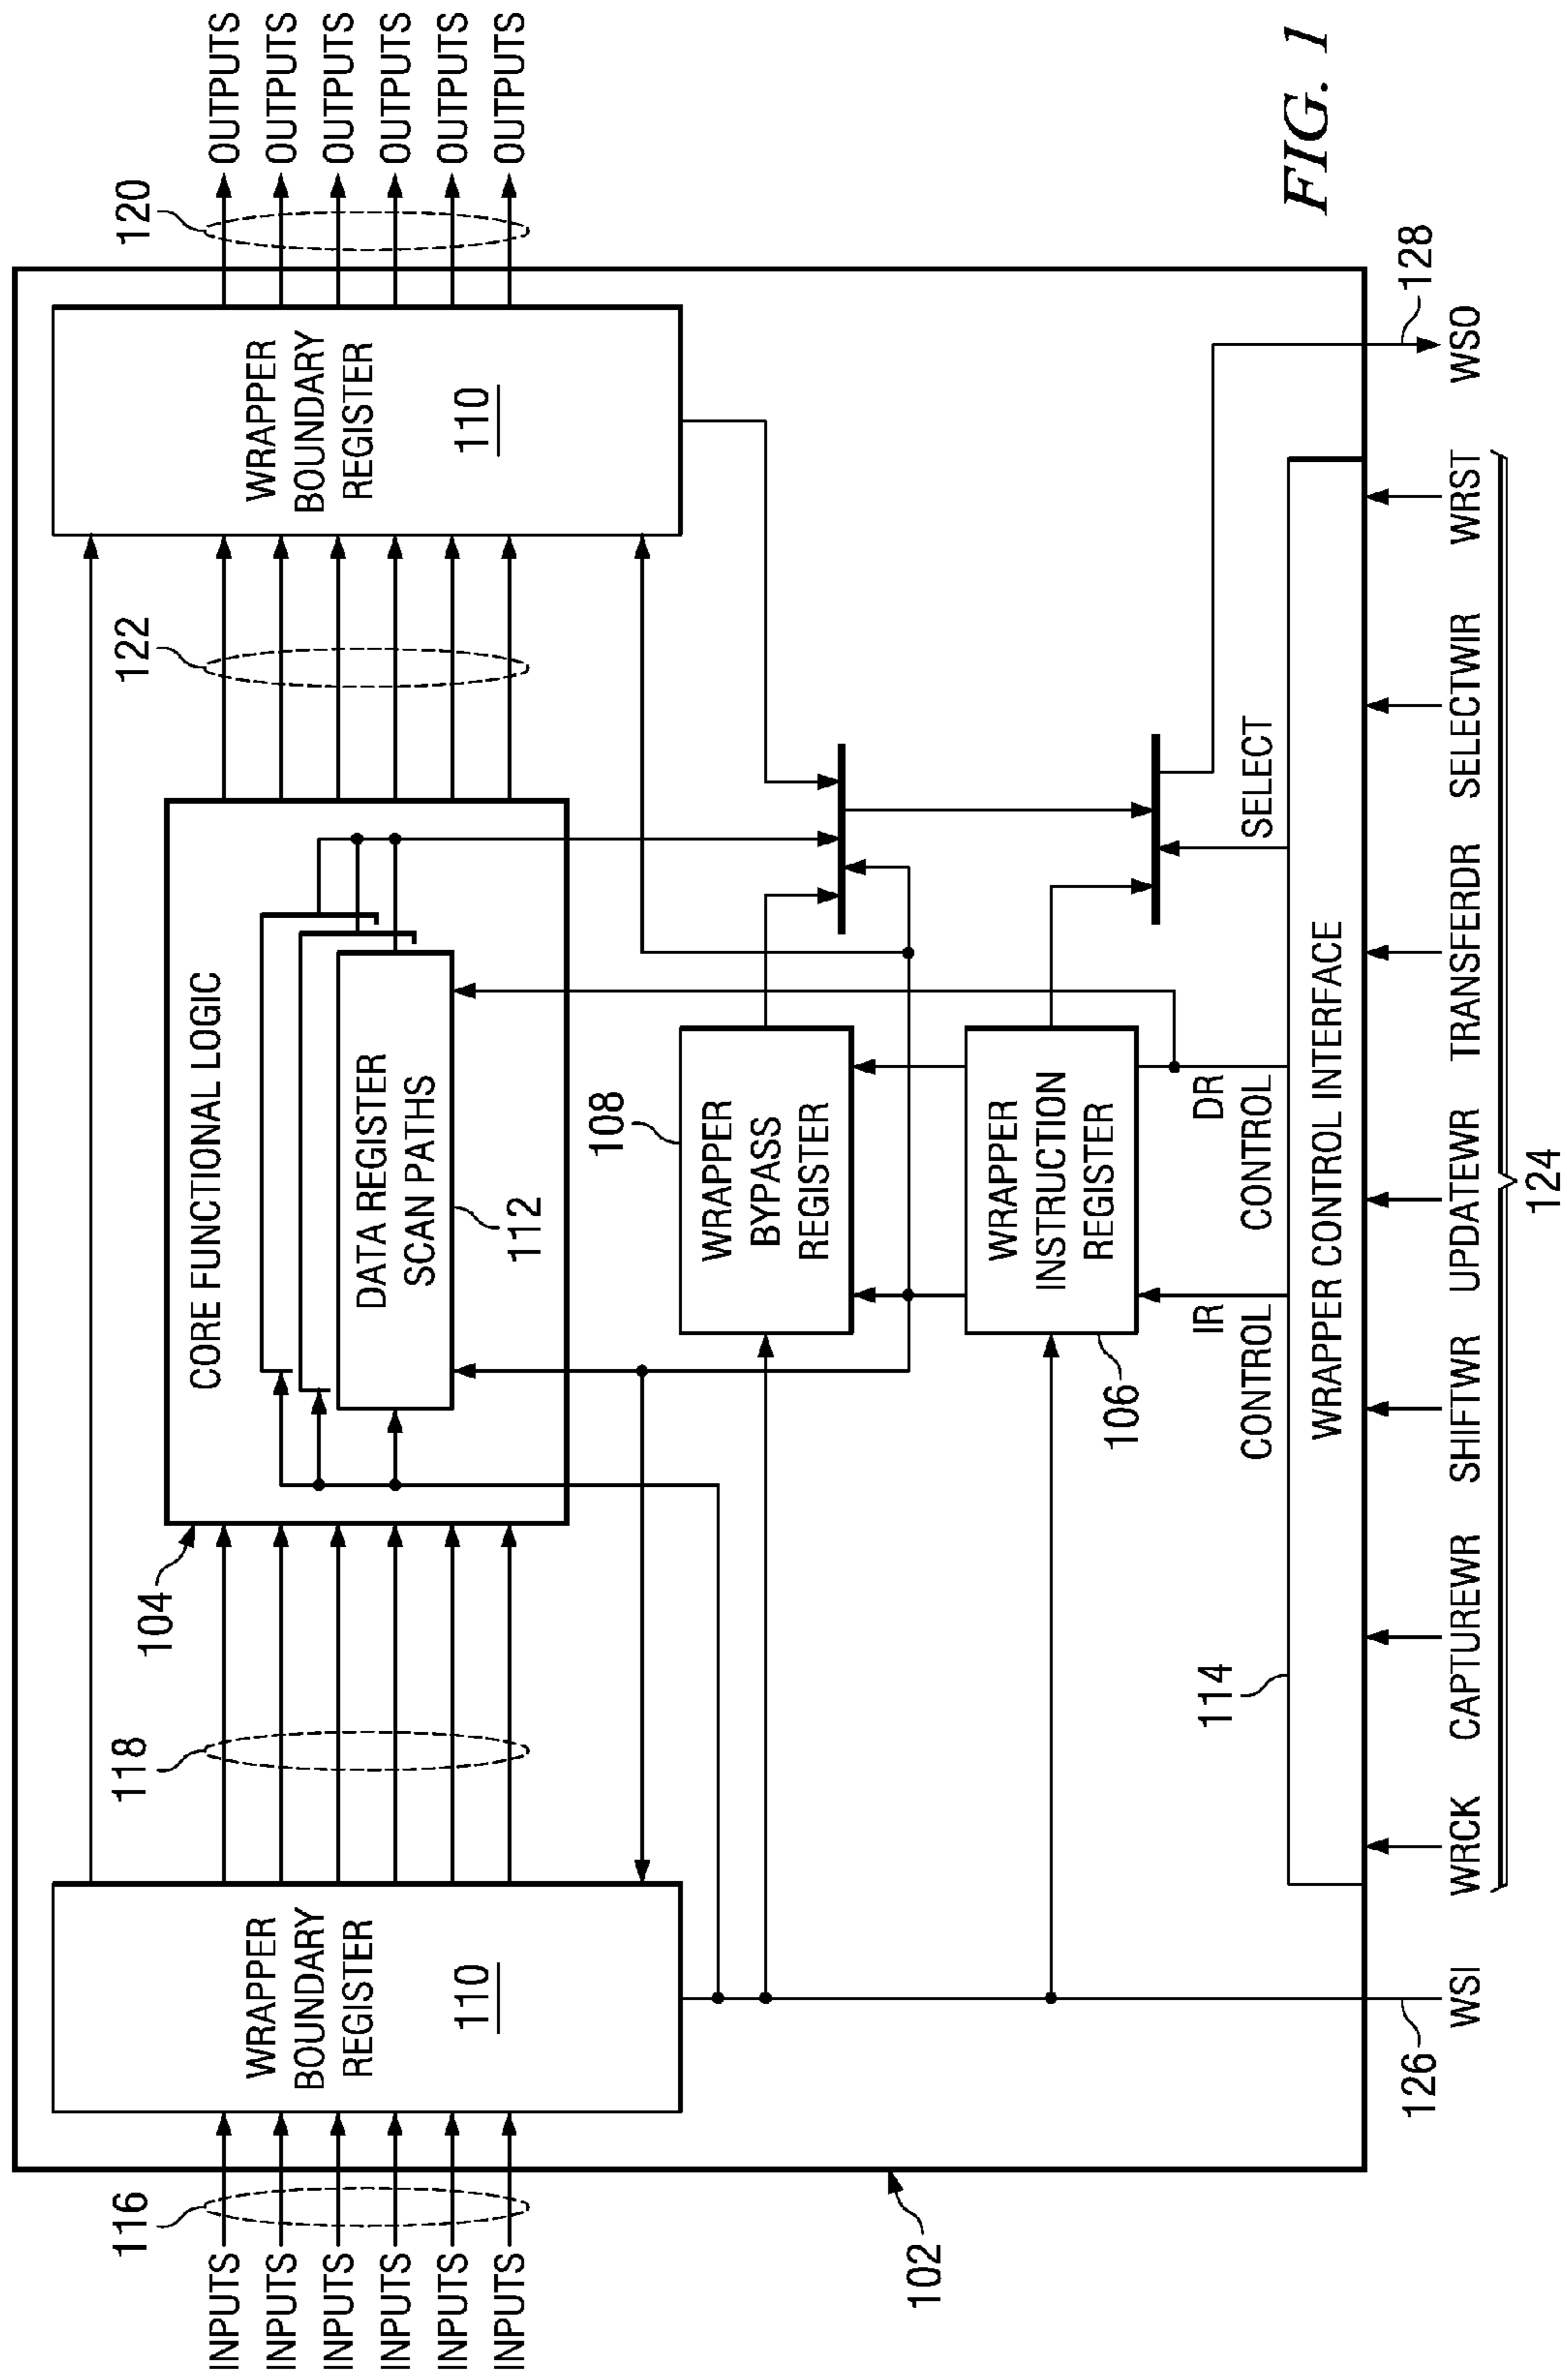 120
122
118
116
INPUTS
INPUTS
INPUTS
INPUTS
INPUTS
INPUTS
WRAPPER
BOUNDARY
REGISTER
110
104
CORE FUNCTIONAL LOGIC
DATA REGISTER
SCAN PATHS
112
WRAPPER
BOUNDARY
REGISTER
110
OUTPUTS
OUTPUTS
OUTPUTS
OUTPUTS
OUTPUTS
OUTPUTS
108
WRAPPER
BYPASS
REGISTER
WRAPPER
INSTRUCTION
REGISTER
106
102
114
IR
CONTROL
DR
CONTROL
SELECT
WRAPPER CONTROL INTERFACE
126
128
WSI
WRCK
CAPTUREWR
SHIFTWR
UPDATEWR
TRANSFERDR
SELECTWIR
WRST
WSO
124
FIG. 1